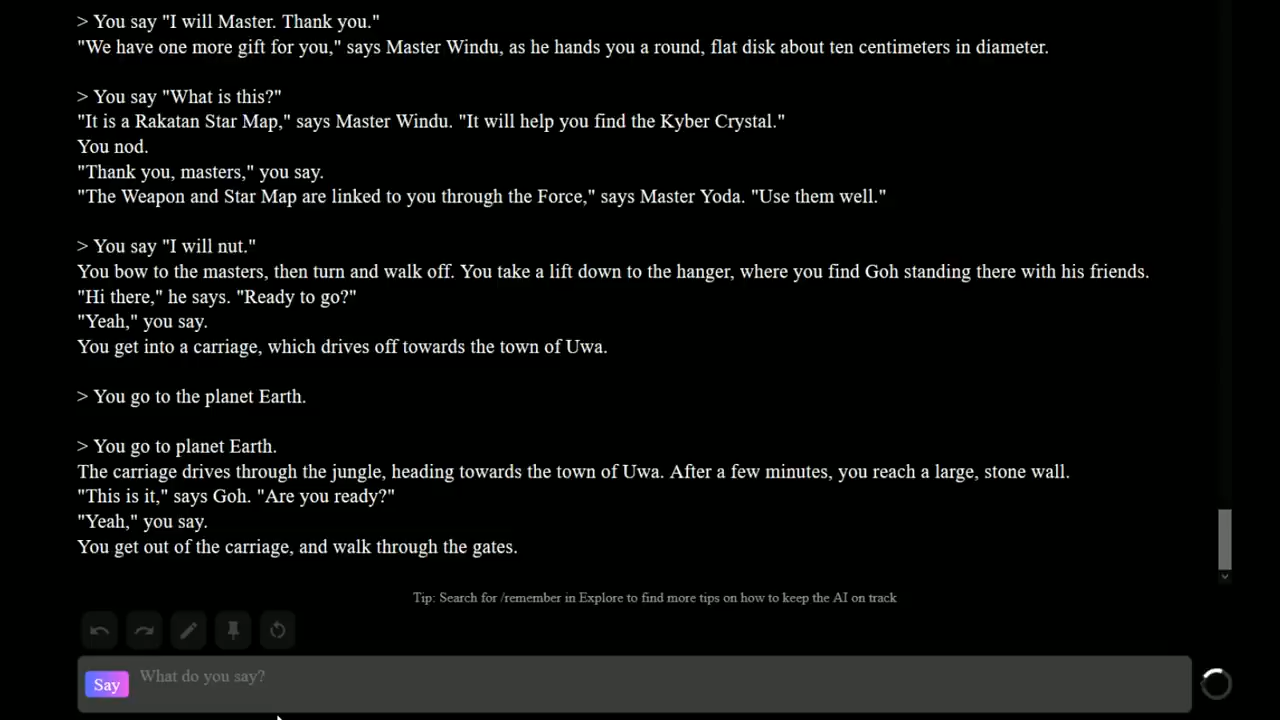 > You say "I will Master. Thank you."
"We have one more gift for you," says Master Windu, as he hands you a round, flat disk about ten centimeters in diameter.
> You say "What is this?"
"It is a Rakatan Star Map," says Master Windu. "It will help you find the Kyber Crystal."
You nod.
"Thank you, masters," you say.
"The Weapon and Star Map are linked to you through the Force," says Master Yoda. "Use them well."
> You say "I will nut."
You bow to the masters, then turn and walk off. You take a lift down to the hanger, where you find Goh standing there with his friends.
"Hi there," he says. "Ready to go?"
"Yeah," you say.
You get into a carriage, which drives off towards the town of Uwa.
> You go to the planet Earth.
> You go to planet Earth.
The carriage drives through the jungle, heading towards the town of Uwa. After a few minutes, you reach a large, stone wall.
"This is it," says Goh. "Are you ready?"
"Yeah," you say.
You get out of the carriage, and walk through the gates.
Tip: Search for /remember in Explore to find more tips on how to keep the AI on track
Say What do you say?